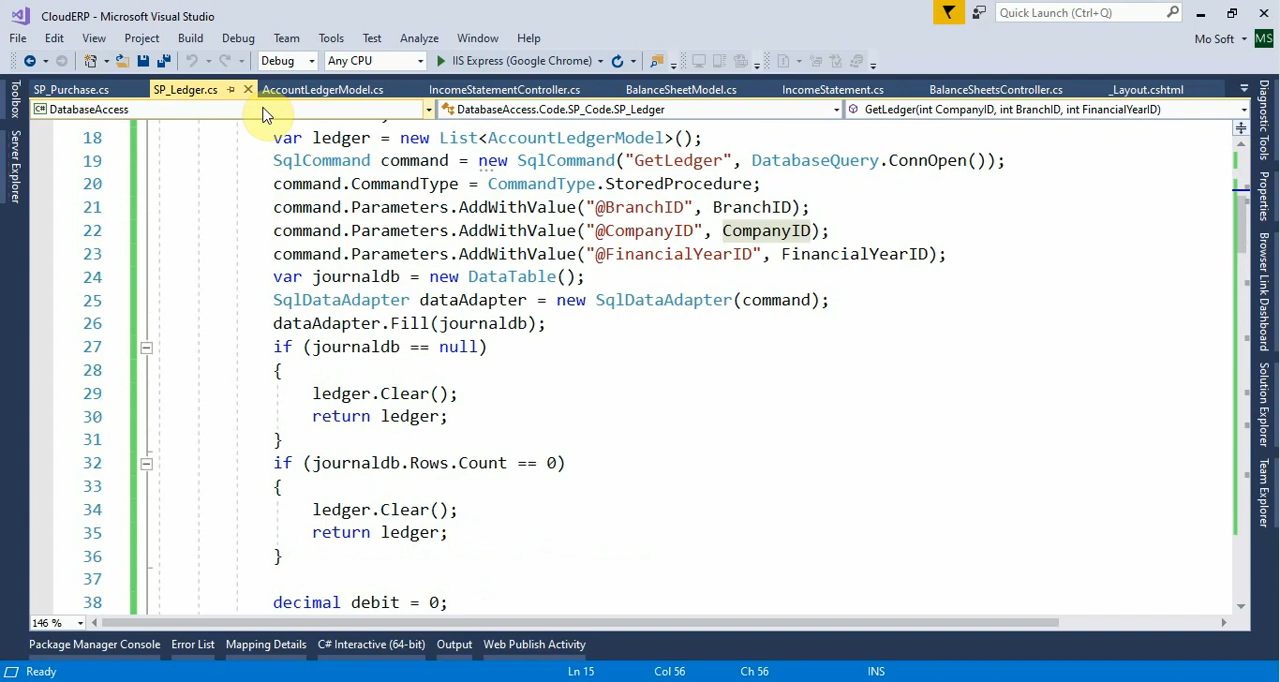 CloudERP - Microsoft Visual Studio
Quick Launch (Ctrl+Q)
File Edit View Project Build Debug Team Tools Test Analyze Window Help
Mo Soft MS
Debug Any CPU IIS Express (Google Chrome)
SP_Purchase.cs SP_Ledger.cs AccountLedgerModel.cs IncomeStatementController.cs BalanceSheetModel.cs IncomeStatement.cs BalanceSheetsController.cs _Layout.cshtml
DatabaseAccess DatabaseAccess.Code.SP_Code.SP_Ledger GetLedger(int CompanyID, int BranchID, int FinancialYearID)
18 var ledger = new List<AccountLedgerModel>();
19 SqlCommand command = new SqlCommand("GetLedger", DatabaseQuery.ConnOpen());
20 command.CommandType = CommandType.StoredProcedure;
21 command.Parameters.AddWithValue("@BranchID", BranchID);
22 command.Parameters.AddWithValue("@CompanyID", CompanyID);
23 command.Parameters.AddWithValue("@FinancialYearID", FinancialYearID);
24 var journaldb = new DataTable();
25 SqlDataAdapter dataAdapter = new SqlDataAdapter(command);
26 dataAdapter.Fill(journaldb);
27 if (journaldb == null)
28 {
29 ledger.Clear();
30 return ledger;
31 }
32 if (journaldb.Rows.Count == 0)
33 {
34 ledger.Clear();
35 return ledger;
36 }
37
38 decimal debit = 0;
146 %
Toolbox
Server Explorer
Diagnostic Tools
Properties
Browser Link Dashboard
Solution Explorer
Team Explorer
Package Manager Console Error List Mapping Details C# Interactive (64-bit) Output Web Publish Activity
Ready Ln 15 Col 56 Ch 56 INS